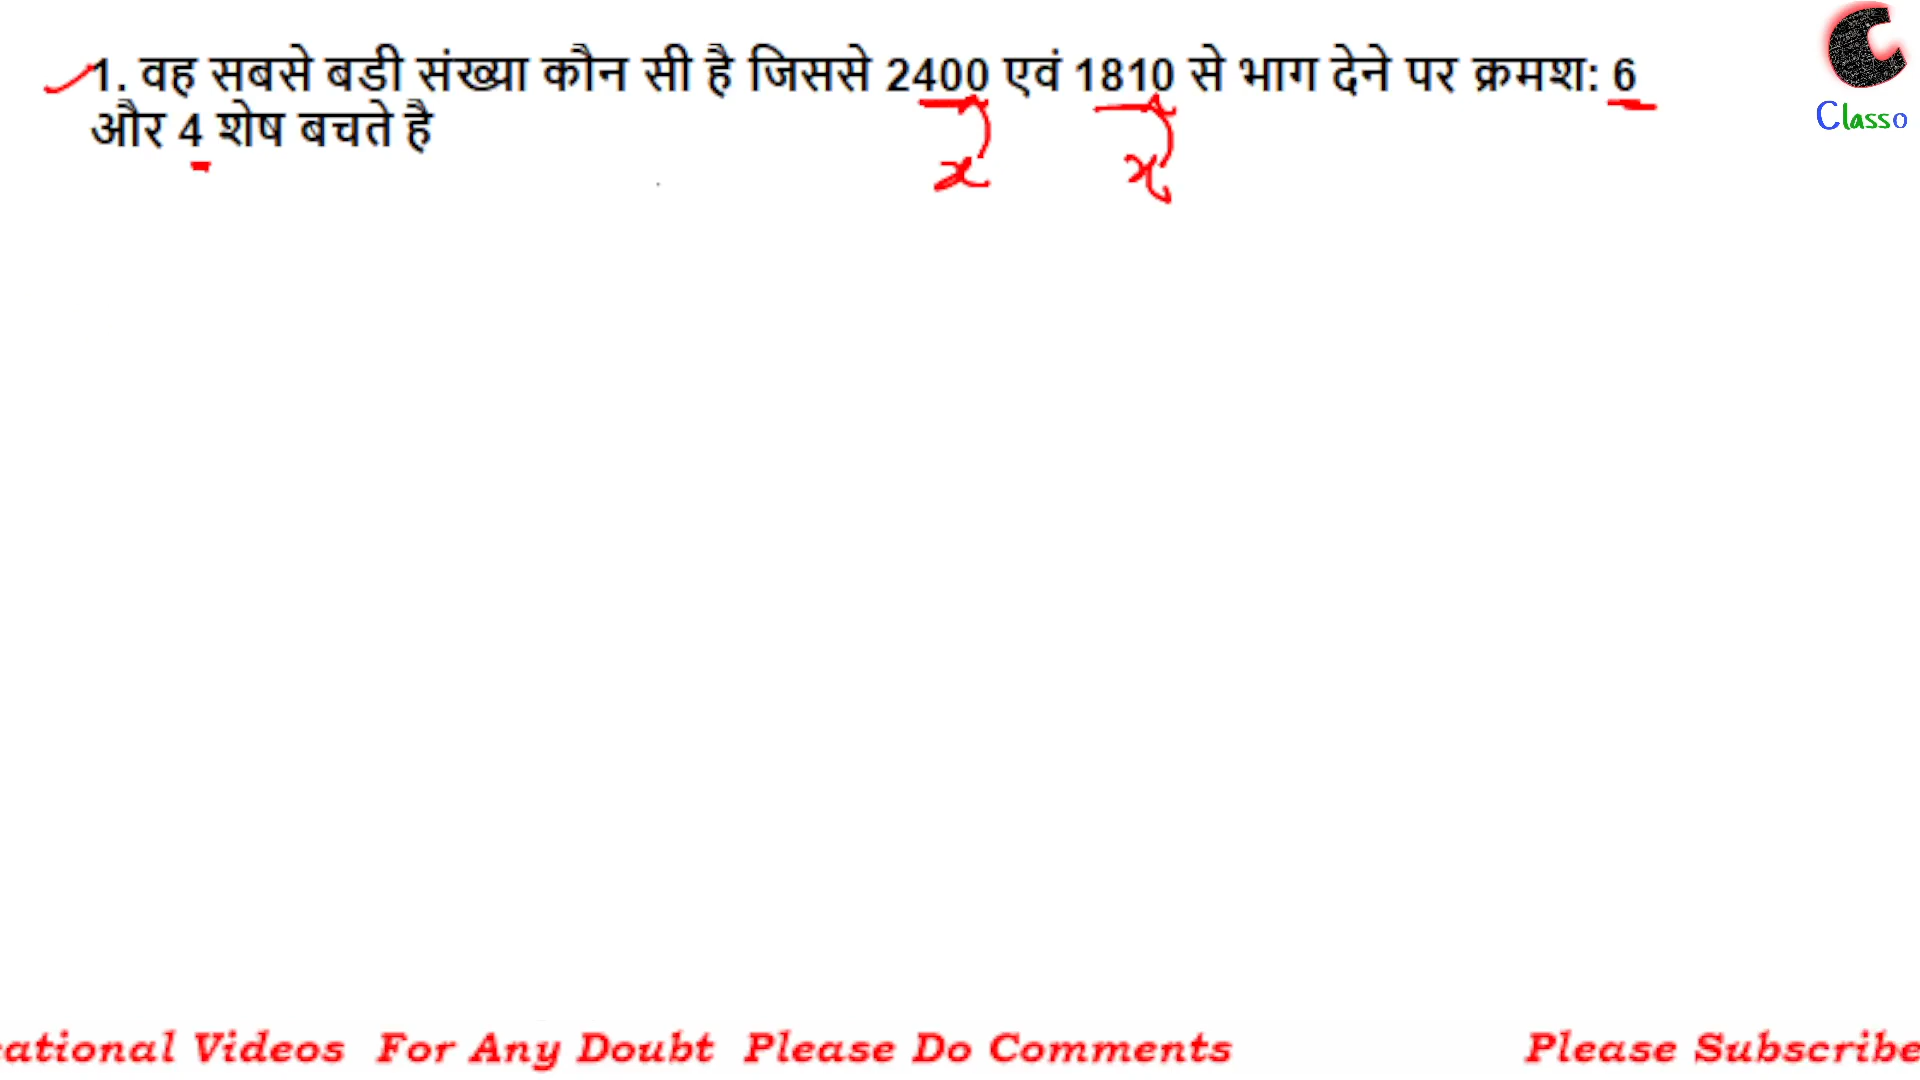 1. वह सबसे बडी संख्या कौन सी है जिससे 2400 एवं 1810 से भाग देने पर क्रमश: 6
और 4 शेष बचते है
x x
Classo
cational Videos For Any Doubt Please Do Comments Please Subscribe